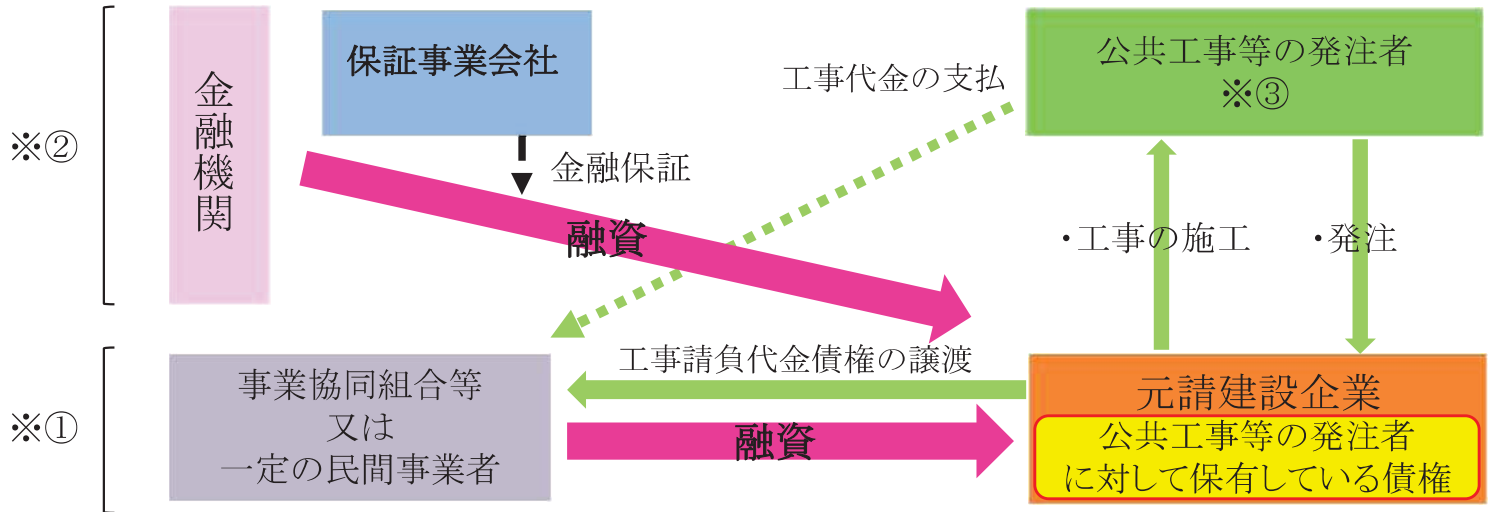 ※②
金融機関
保証事業会社
金融保証
融資
工事代金の支払
公共工事等の発注者
※③
・工事の施工
・発注
※①
事業協同組合等
又は
一定の民間事業者
工事請負代金債権の譲渡
融資
元請建設企業
公共工事等の発注者
に対して保有している債権